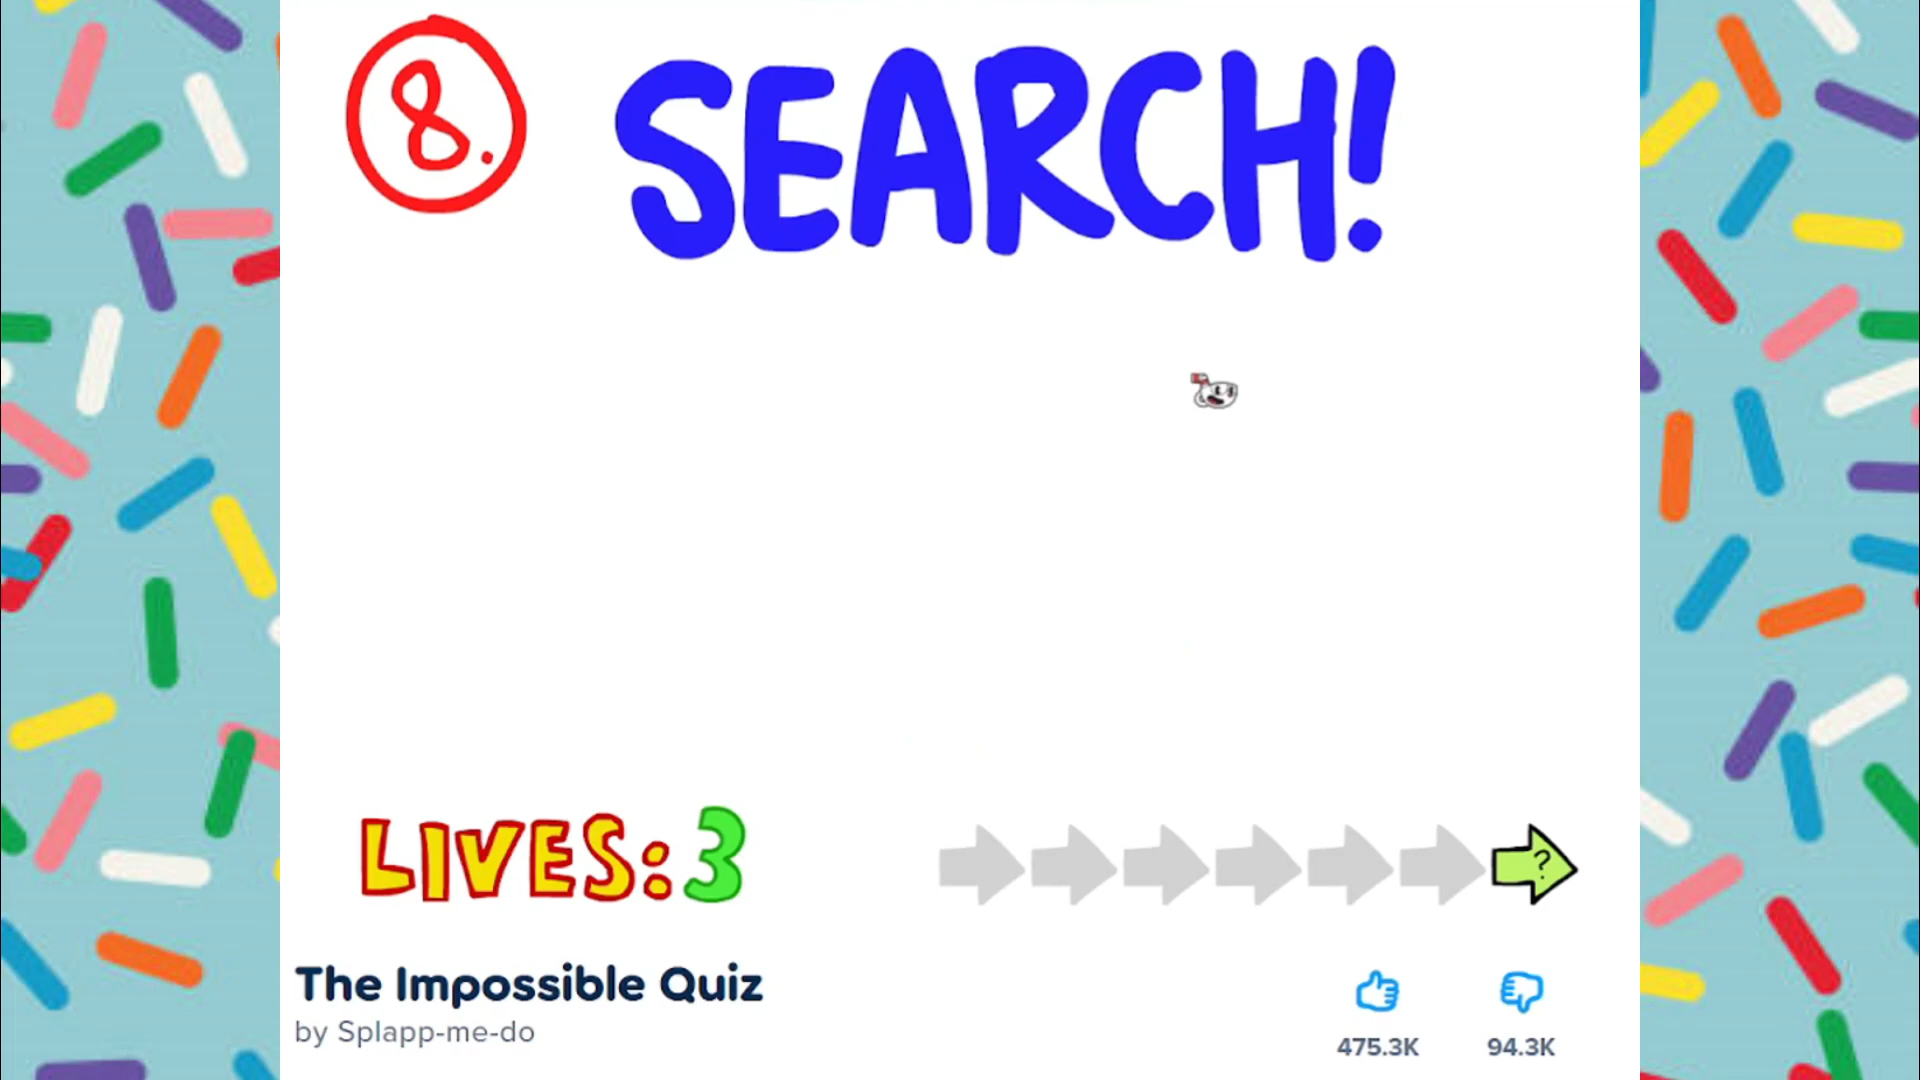 8.
SEARCH!
LIVES: 3
?
The Impossible Quiz
by Splapp-me-do
475.3K
94.3K